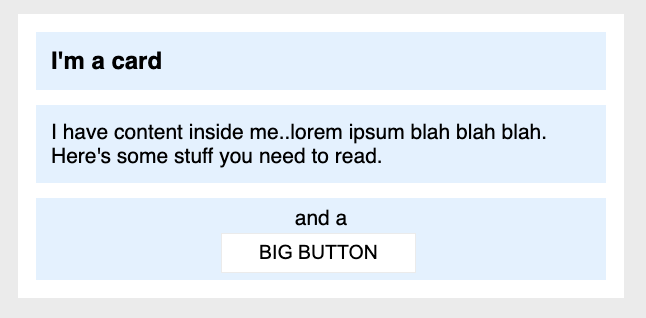 I'm a card
I have content inside me..lorem ipsum blah blah blah.
Here's some stuff you need to read.
and a
BIG BUTTON